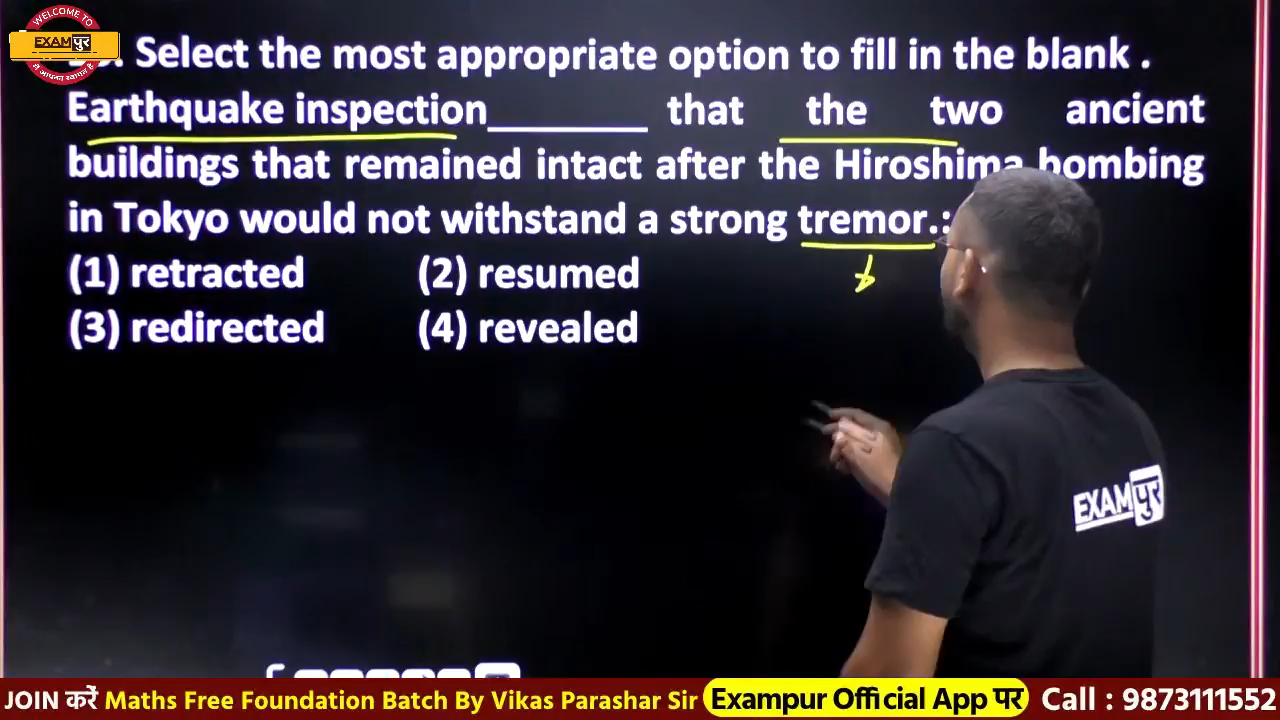 WELCOME TO
EXAMपुर
Select the most appropriate option to fill in the blank .
Earthquake inspection________ that the two ancient
buildings that remained intact after the Hiroshima bombing
in Tokyo would not withstand a strong tremor.:
(1) retracted (2) resumed
(3) redirected (4) revealed
EXAMपुर
JOIN करें Maths Free Foundation Batch By Vikas Parashar Sir Exampur Official App पर Call : 9873111552